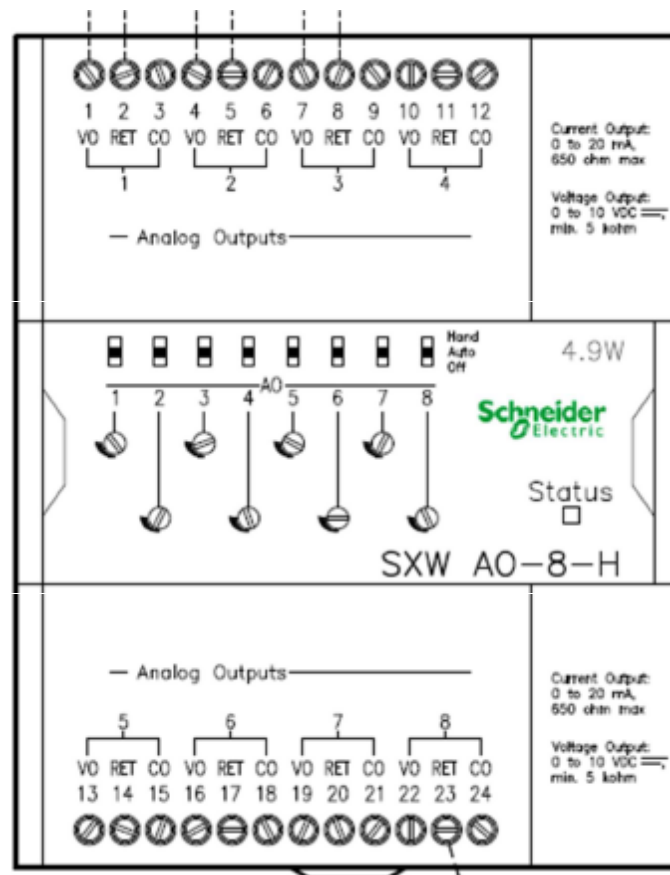 1 2 3 4 5 6 7 8 9 10 11 12
VO RET CO VO RET CO VO RET CO VO RET CO
1 2 3 4
Analog Outputs
Current Output:
0 to 20 mA,
650 ohm max
Voltage Output:
0 to 10 VDC
min. 5 kohm
Hand
Auto
Off
4.9W
AO
1 2 3 4 5 6 7 8
Schneider
Electric
Status
SXW AO-8-H
Analog Outputs
5 6 7 8
VO RET CO VO RET CO VO RET CO VO RET CO
13 14 15 16 17 18 19 20 21 22 23 24
Current Output:
0 to 20 mA,
650 ohm max
Voltage Output:
0 to 10 VDC
min. 5 kohm